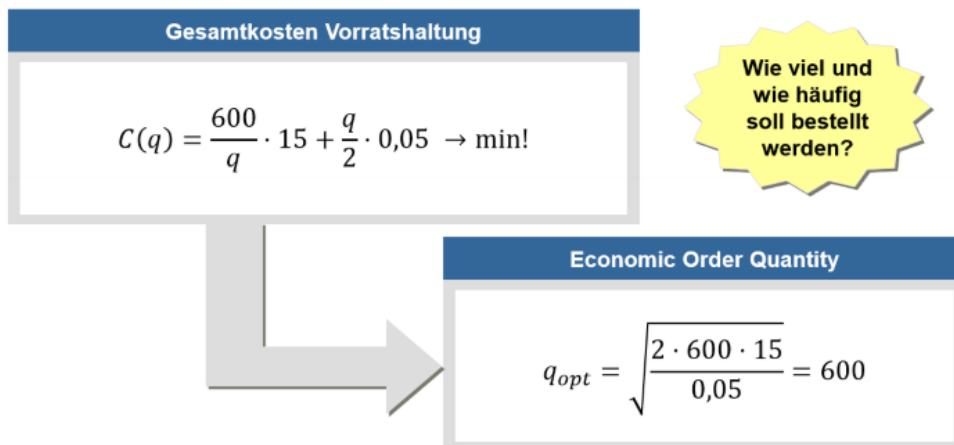 Gesamtkosten Vorratshaltung
C(q) = 600/q · 15 + q/2 · 0,05 → min!
Wie viel und
wie häufig
soll bestellt
werden?
Economic Order Quantity
q_opt = √(2 · 600 · 15 / 0,05) = 600